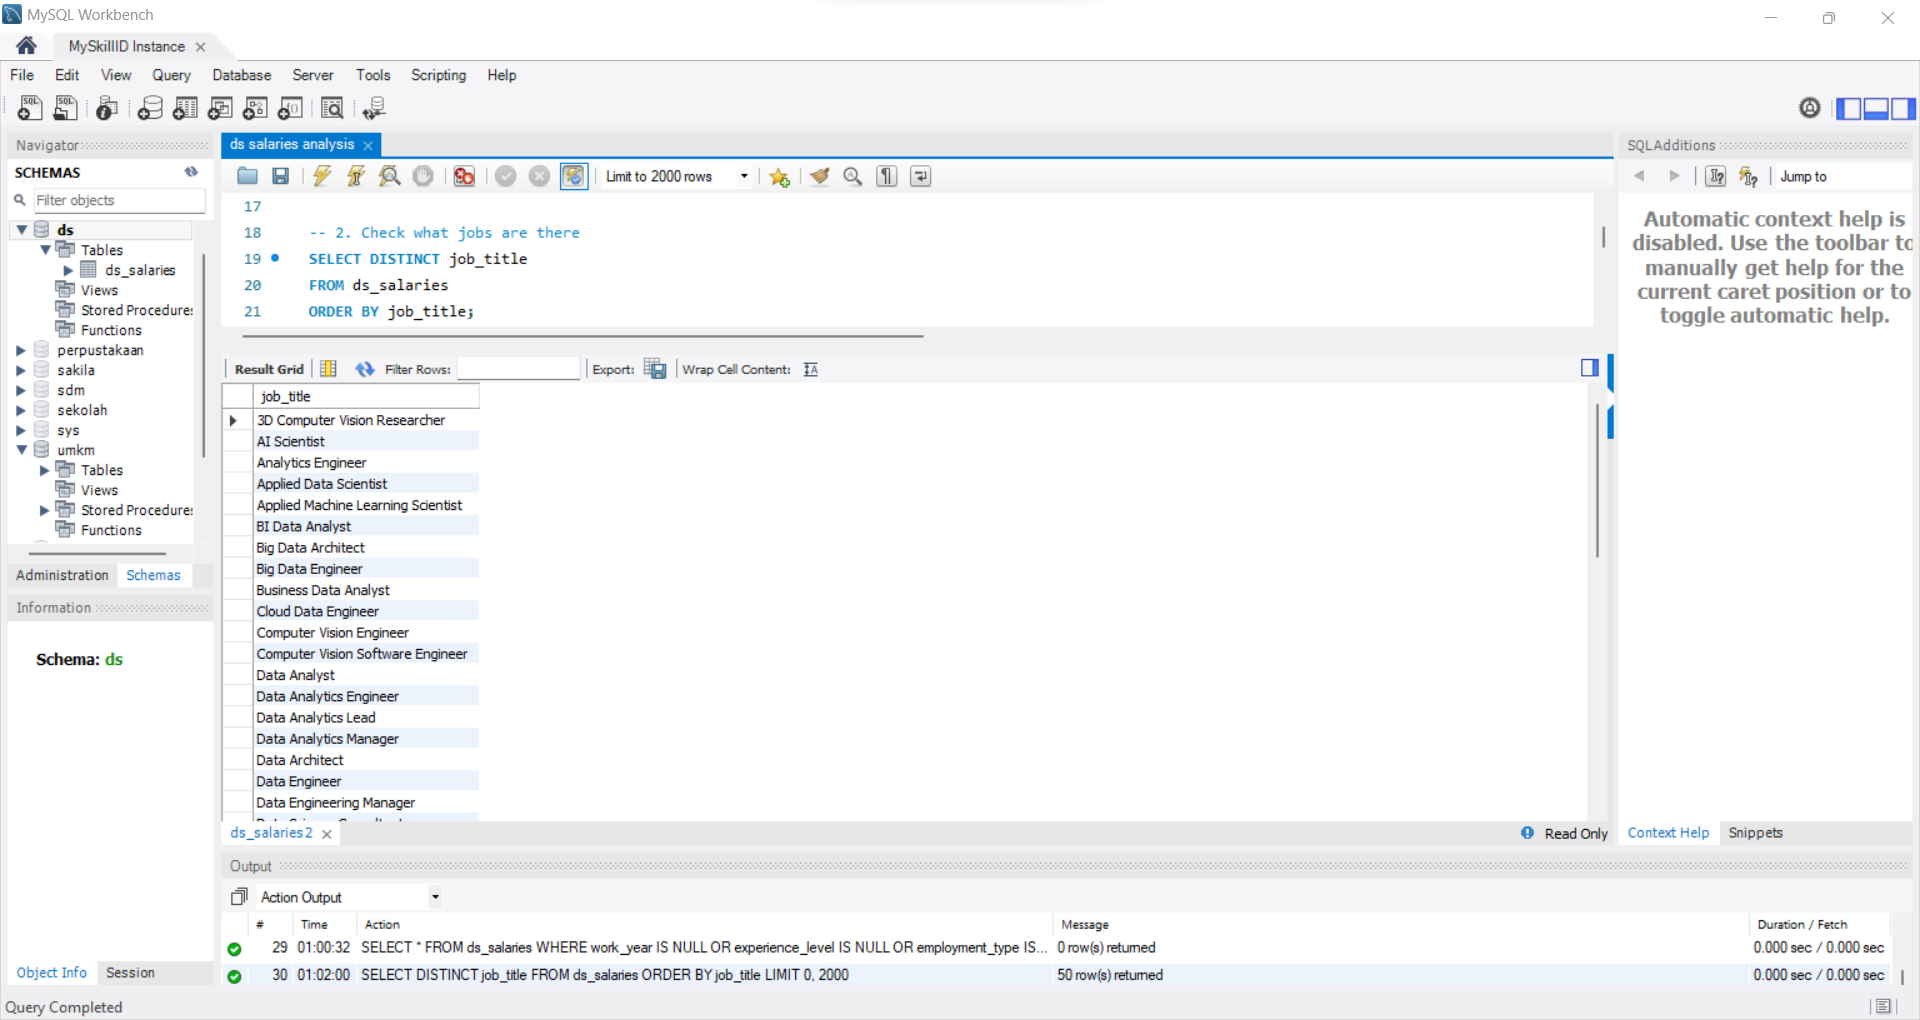 MySQL Workbench
MySkillID Instance
File Edit View Query Database Server Tools Scripting Help
Navigator
SCHEMAS
Filter objects
ds
Tables
ds_salaries
Views
Stored Procedures
Functions
perpustakaan
sakila
sdm
sekolah
sys
umkm
Tables
Views
Stored Procedures
Functions
Administration Schemas
Information
Schema: ds
Object Info Session
ds salaries analysis
Limit to 2000 rows
17
18 -- 2. Check what jobs are there
19 SELECT DISTINCT job_title
20 FROM ds_salaries
21 ORDER BY job_title;
Result Grid Filter Rows: Export: Wrap Cell Content:
job_title
3D Computer Vision Researcher
AI Scientist
Analytics Engineer
Applied Data Scientist
Applied Machine Learning Scientist
BI Data Analyst
Big Data Architect
Big Data Engineer
Business Data Analyst
Cloud Data Engineer
Computer Vision Engineer
Computer Vision Software Engineer
Data Analyst
Data Analytics Engineer
Data Analytics Lead
Data Analytics Manager
Data Architect
Data Engineer
Data Engineering Manager
ds_salaries2
Read Only
SQLAdditions
Jump to
Automatic context help is
disabled. Use the toolbar to
manually get help for the
current caret position or to
toggle automatic help.
Context Help Snippets
Output
Action Output
# Time Action Message Duration / Fetch
29 01:00:32 SELECT * FROM ds_salaries WHERE work_year IS NULL OR experience_level IS NULL OR employment_type IS... 0 row(s) returned 0.000 sec / 0.000 sec
30 01:02:00 SELECT DISTINCT job_title FROM ds_salaries ORDER BY job_title LIMIT 0, 2000 50 row(s) returned 0.000 sec / 0.000 sec
Query Completed